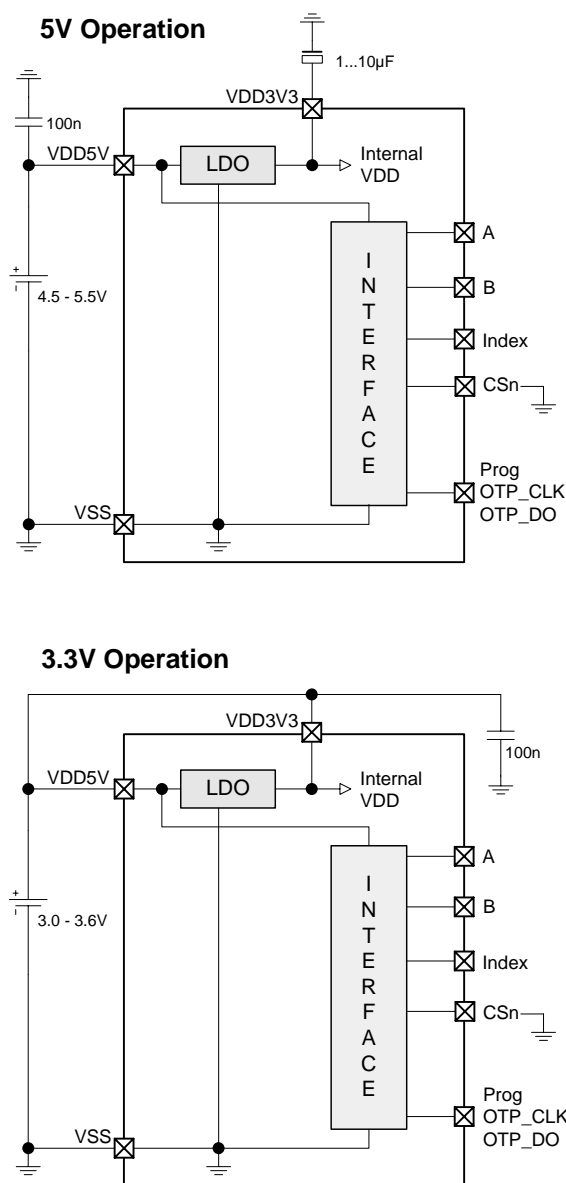 5V Operation
1...10µF
VDD3V3
100n
VDD5V
LDO
Internal
VDD
+
-
4.5 - 5.5V
INTERFACE
A
B
Index
CSn
Prog
OTP_CLK
OTP_DO
VSS
3.3V Operation
VDD3V3
100n
VDD5V
LDO
Internal
VDD
+
-
3.0 - 3.6V
INTERFACE
A
B
Index
CSn
Prog
OTP_CLK
OTP_DO
VSS